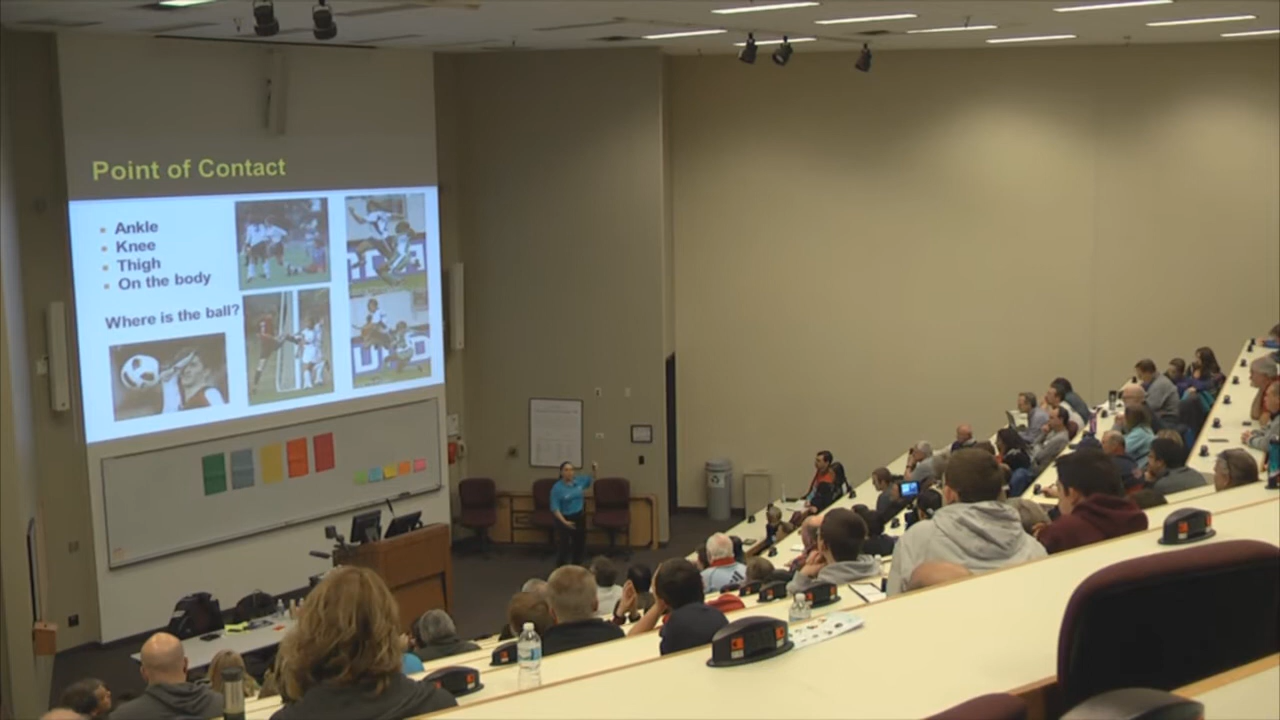 Point of Contact
Ankle
Knee
Thigh
On the body
Where is the ball?